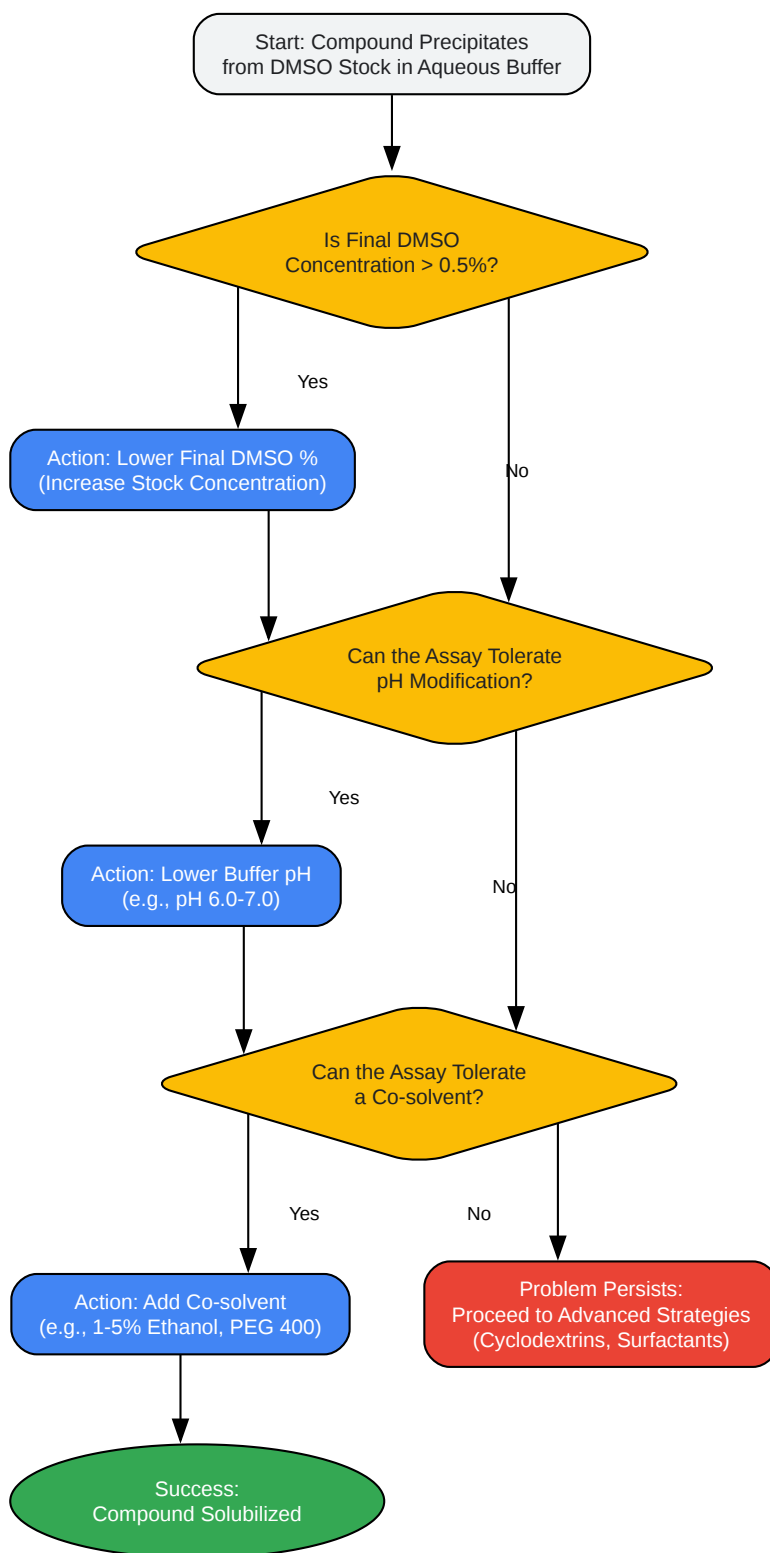 Start: Compound Precipitates
from DMSO Stock in Aqueous Buffer
Is Final DMSO
Concentration > 0.5%?
Yes
Action: Lower Final DMSO %
(Increase Stock Concentration)
No
Can the Assay Tolerate
pH Modification?
Yes
Action: Lower Buffer pH
(e.g., pH 6.0-7.0)
No
Can the Assay Tolerate
a Co-solvent?
Yes
No
Action: Add Co-solvent
(e.g., 1-5% Ethanol, PEG 400)
Problem Persists:
Proceed to Advanced Strategies
(Cyclodextrins, Surfactants)
Success:
Compound Solubilized